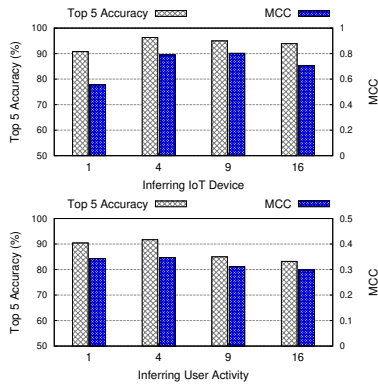 Top 5 Accuracy MCC
100 1
90 0.8
80 0.6
70 0.4
60 0.2
50 0
Top 5 Accuracy (%)
MCC
1 4 9 16
Inferring IoT Device
Top 5 Accuracy MCC
100 0.5
90 0.4
80 0.3
70 0.2
60 0.1
50 0
Top 5 Accuracy (%)
MCC
1 4 9 16
Inferring User Activity